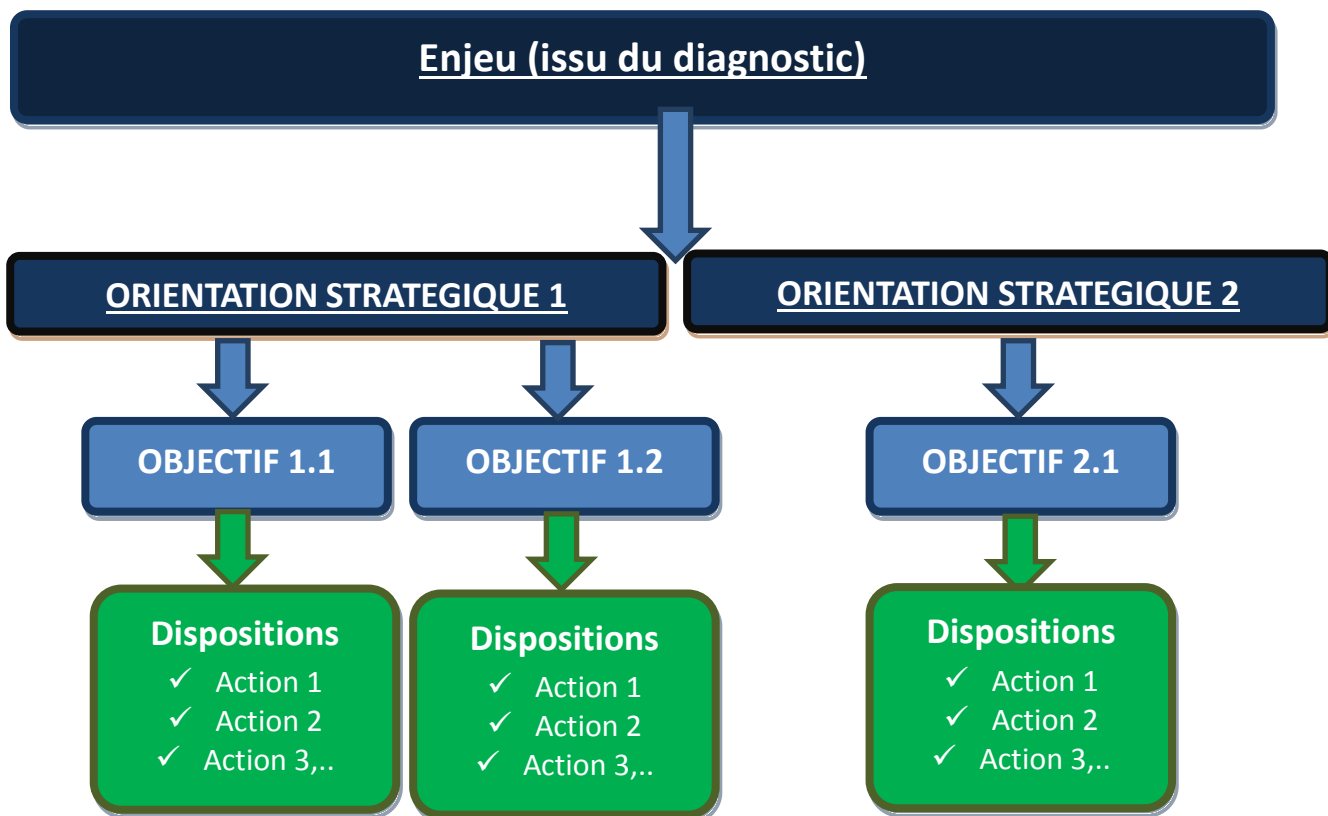 Enjeu (issu du diagnostic)
ORIENTATION STRATEGIQUE 1
ORIENTATION STRATEGIQUE 2
OBJECTIF 1.1
OBJECTIF 1.2
OBJECTIF 2.1
Dispositions
✓ Action 1
✓ Action 2
✓ Action 3,..
Dispositions
✓ Action 1
✓ Action 2
✓ Action 3,..
Dispositions
✓ Action 1
✓ Action 2
✓ Action 3,..